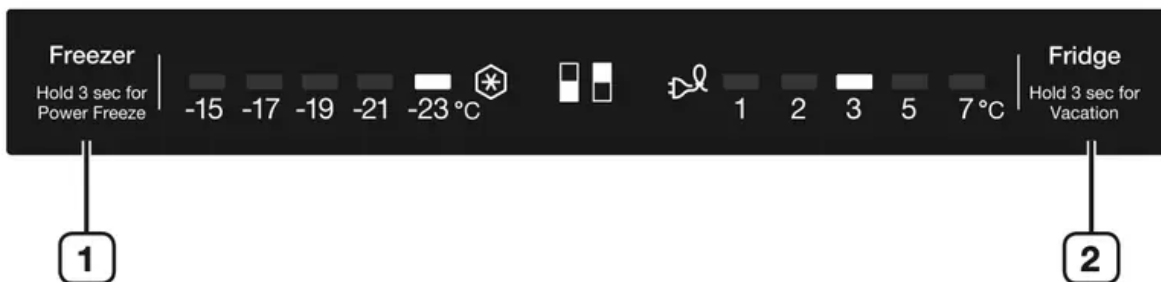 Freezer
Hold 3 sec for
Power Freeze
-15 -17 -19 -21 -23 °C
1 2 3 5 7 °C
Fridge
Hold 3 sec for
Vacation
1
2